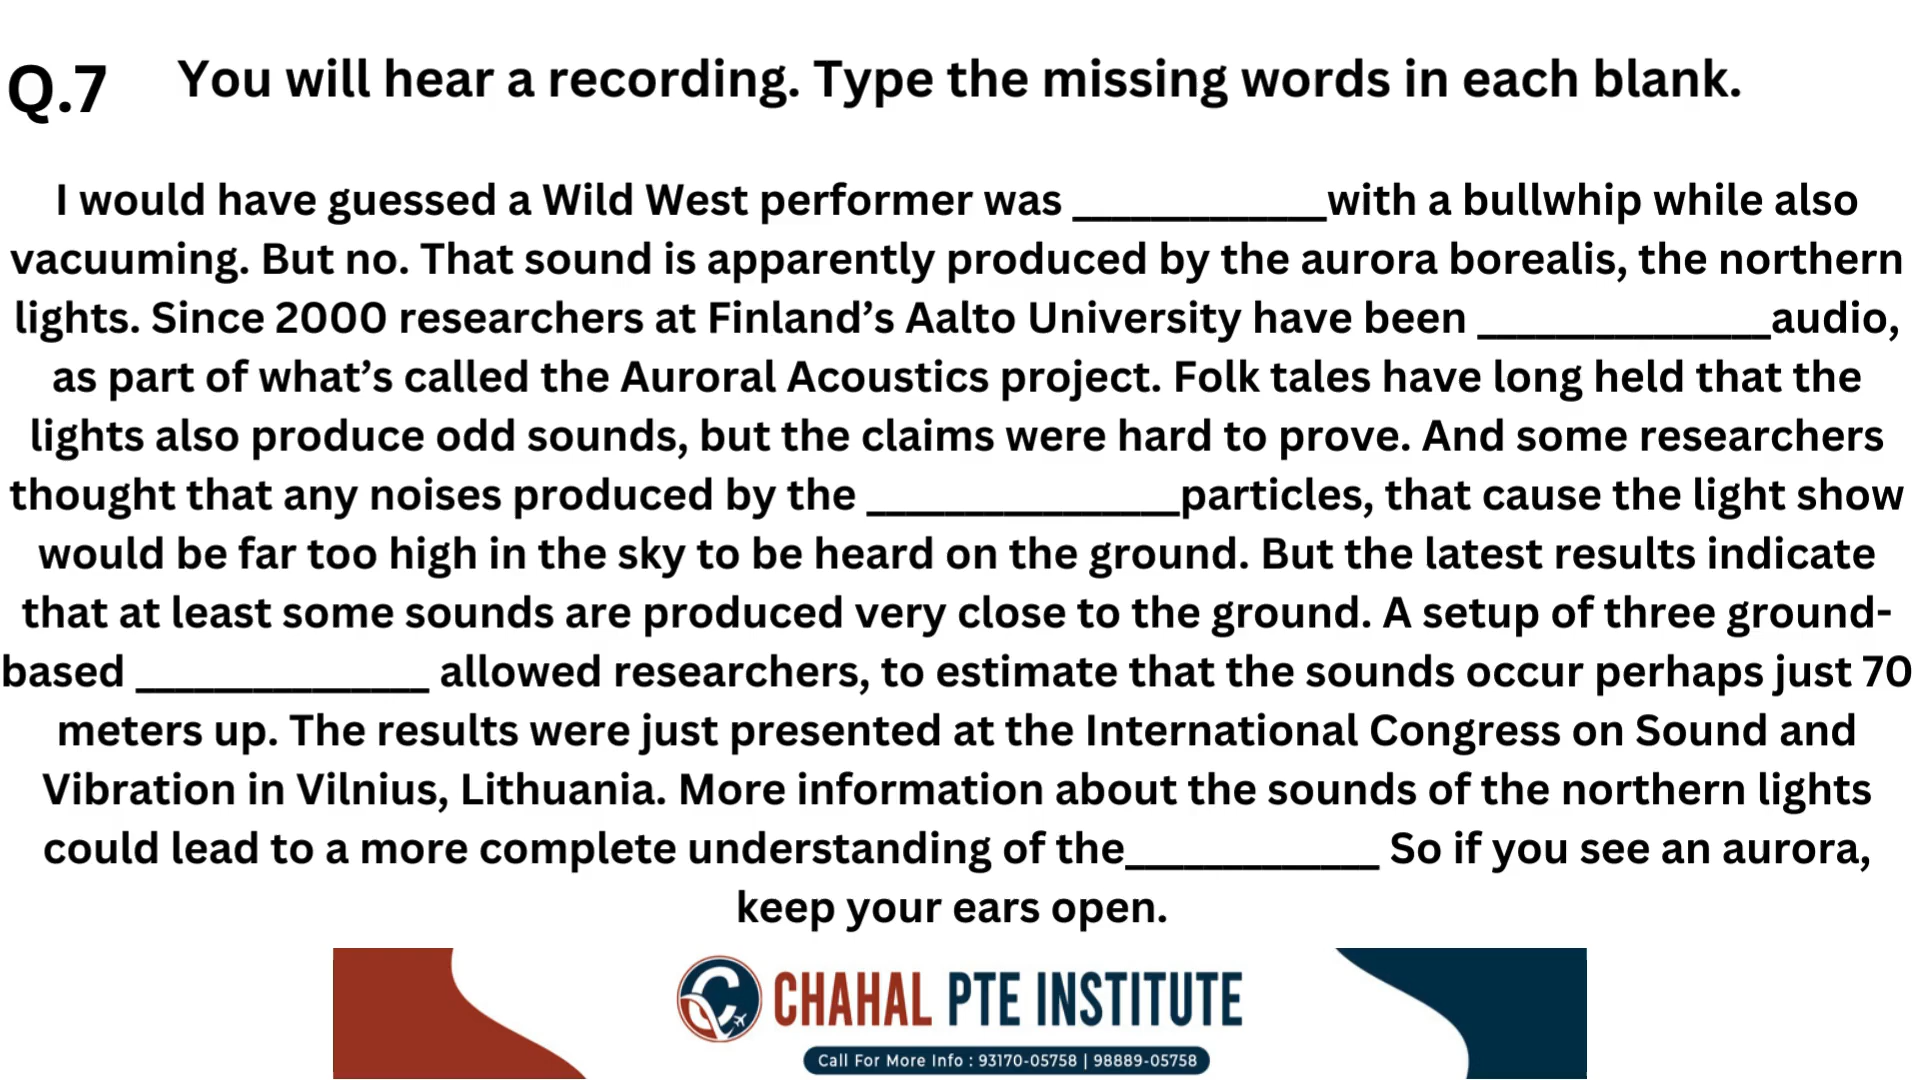 Q.7 You will hear a recording. Type the missing words in each blank.
I would have guessed a Wild West performer was ____________with a bullwhip while also
vacuuming. But no. That sound is apparently produced by the aurora borealis, the northern
lights. Since 2000 researchers at Finland’s Aalto University have been ______________audio,
as part of what’s called the Auroral Acoustics project. Folk tales have long held that the
lights also produce odd sounds, but the claims were hard to prove. And some researchers
thought that any noises produced by the _______________particles, that cause the light show
would be far too high in the sky to be heard on the ground. But the latest results indicate
that at least some sounds are produced very close to the ground. A setup of three ground-
based ______________ allowed researchers, to estimate that the sounds occur perhaps just 70
meters up. The results were just presented at the International Congress on Sound and
Vibration in Vilnius, Lithuania. More information about the sounds of the northern lights
could lead to a more complete understanding of the____________ So if you see an aurora,
keep your ears open.
CHAHAL PTE INSTITUTE
Call For More Info : 93170-05758 | 98889-05758